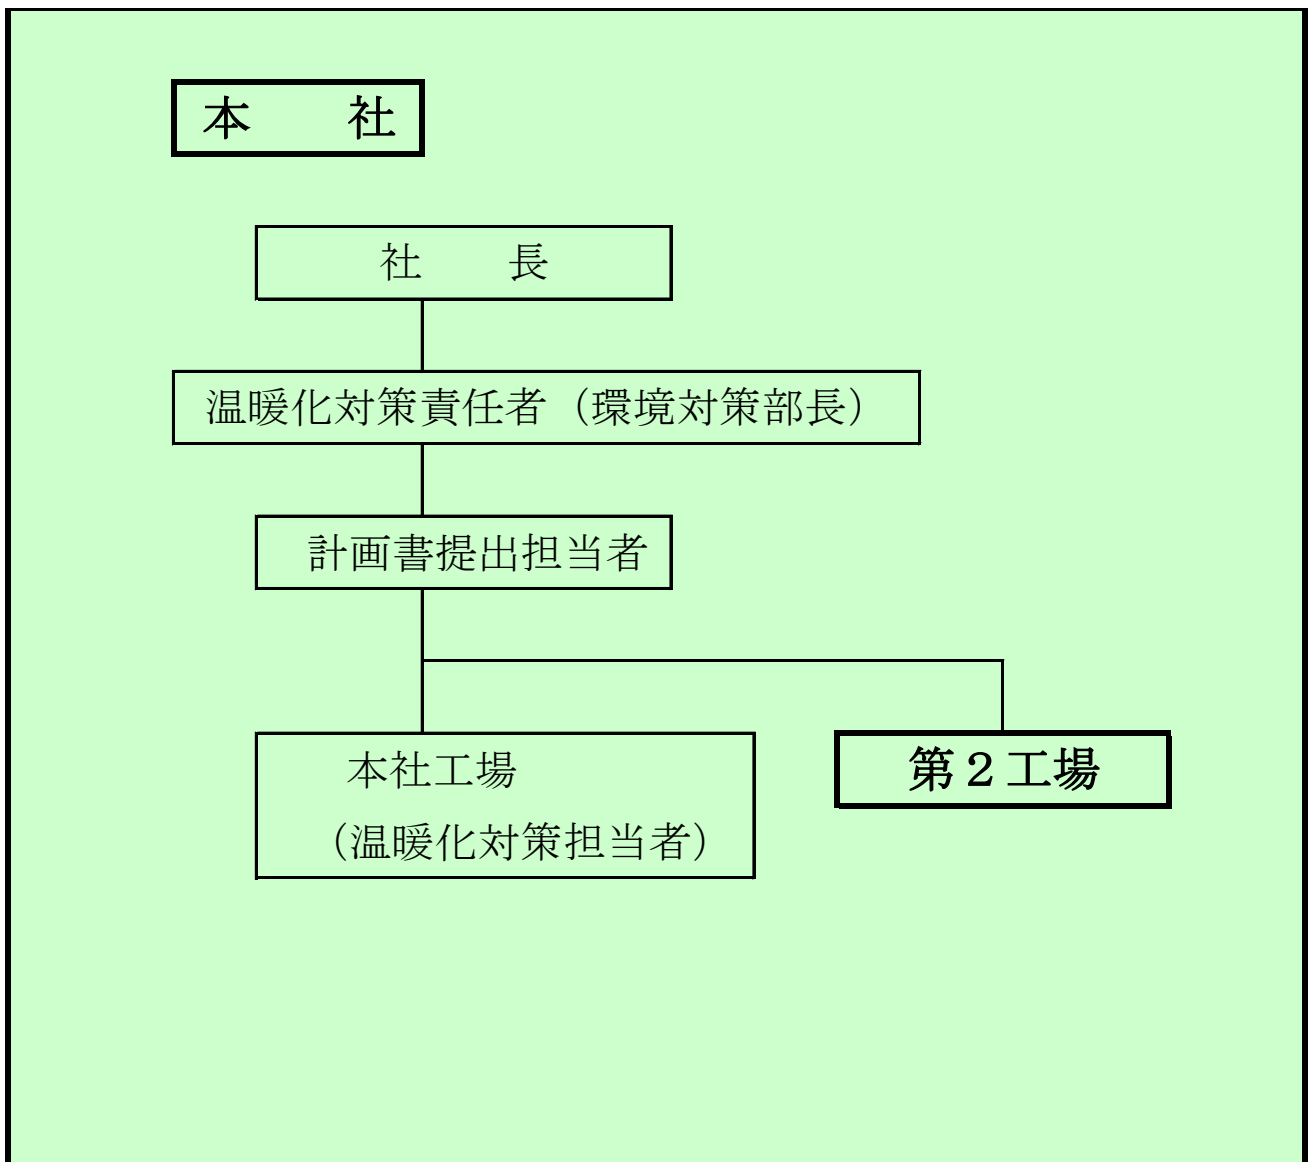 本　　社
社　　長
温暖化対策責任者（環境対策部長）
計画書提出担当者
本社工場
（温暖化対策担当者）
第２工場